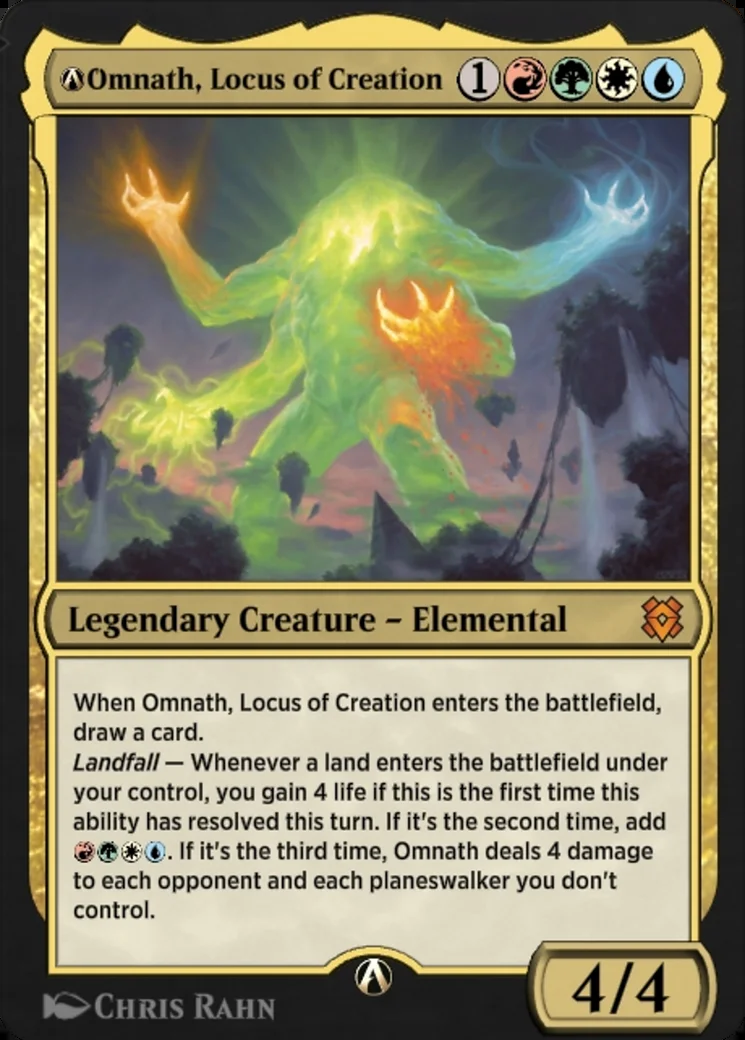 Omnath, Locus of Creation 1
Legendary Creature – Elemental
When Omnath, Locus of Creation enters the battlefield,
draw a card.
Landfall — Whenever a land enters the battlefield under
your control, you gain 4 life if this is the first time this
ability has resolved this turn. If it's the second time, add
. If it's the third time, Omnath deals 4 damage
to each opponent and each planeswalker you don't
control.
4/4
Chris Rahn